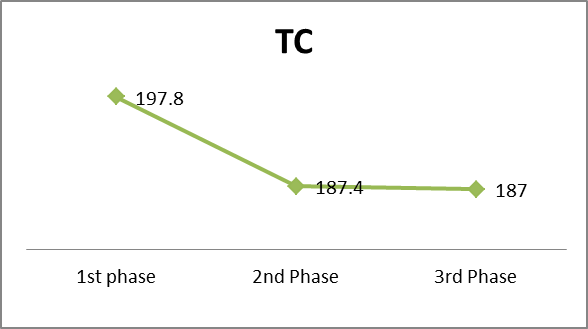 TC
197.8
187.4
187
1st phase
2nd Phase
3rd Phase